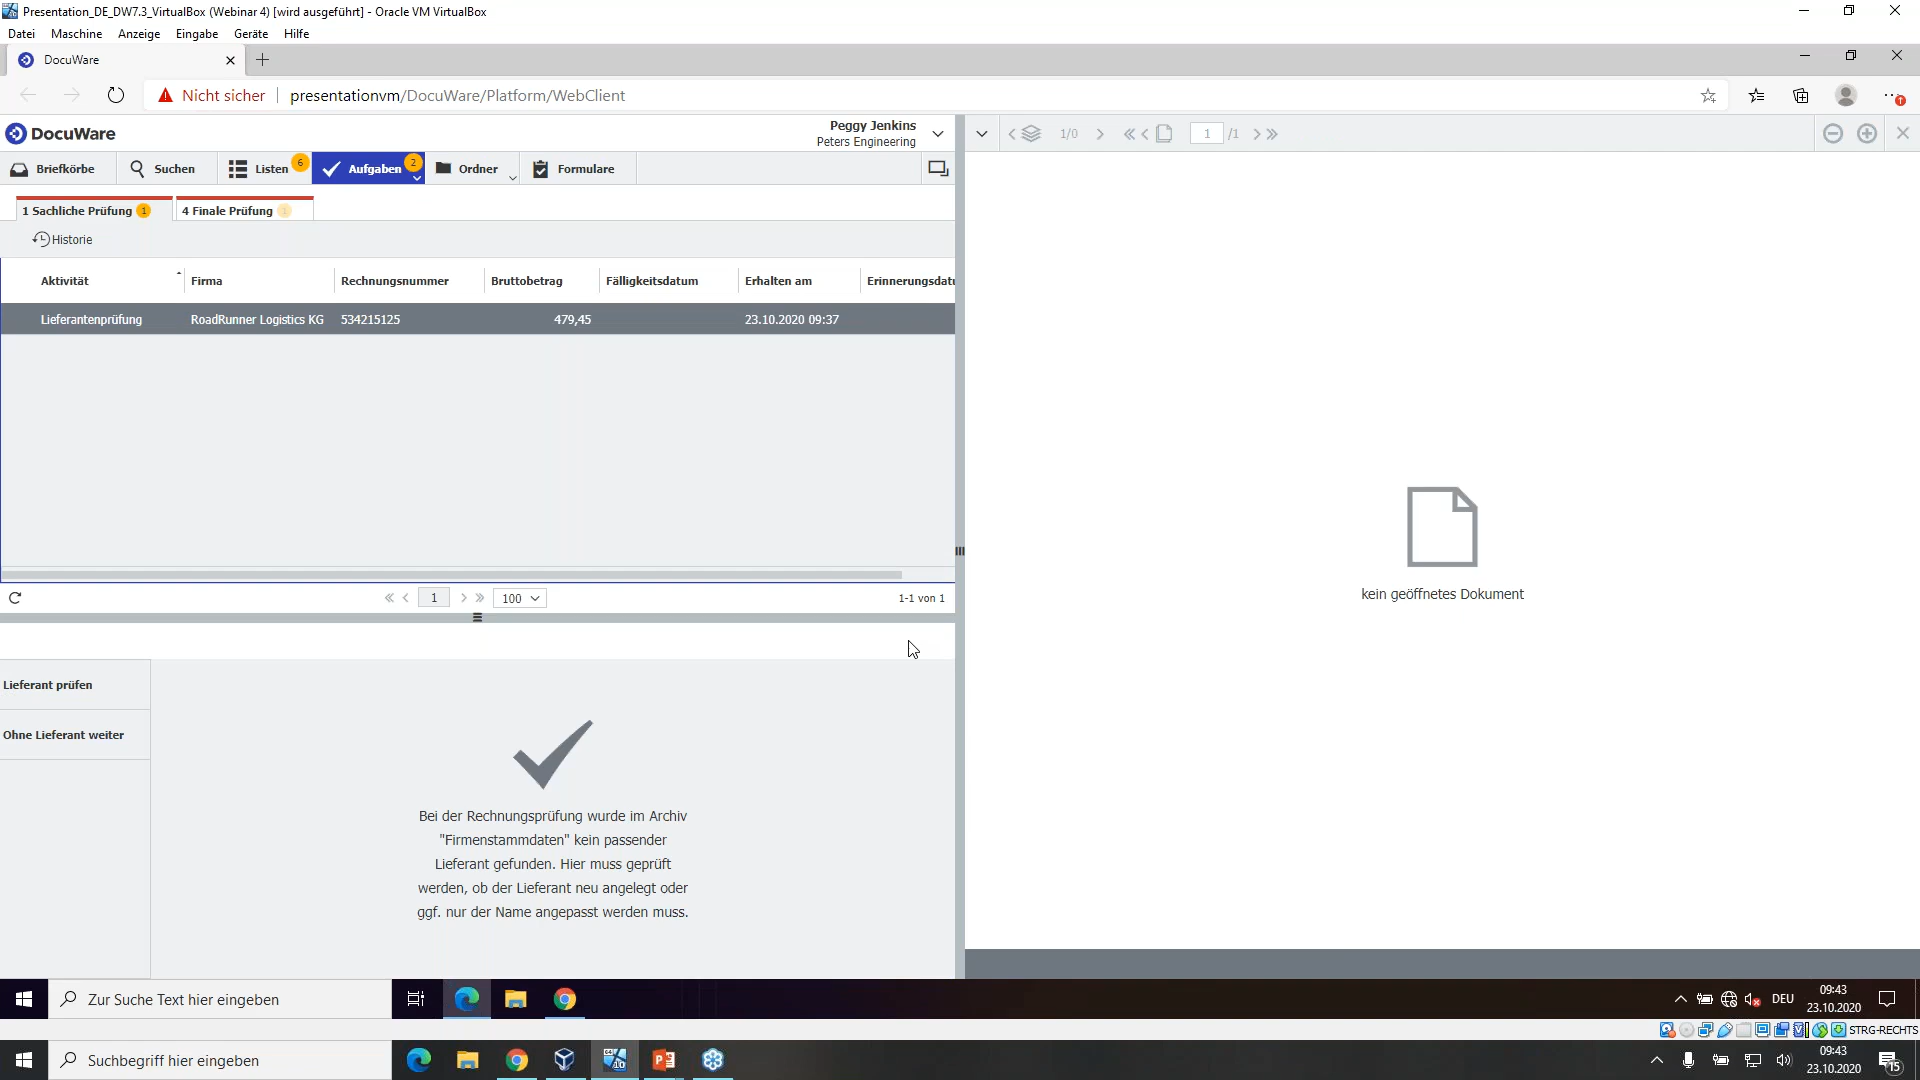 Presentation_DE_DW7.3_VirtualBox (Webinar 4) [wird ausgeführt] - Oracle VM VirtualBox
Datei Maschine Anzeige Eingabe Geräte Hilfe
DocuWare
Nicht sicher presentationvm/DocuWare/Platform/WebClient
DocuWare
Peggy Jenkins
Peters Engineering
1/0 1 /1
Briefkörbe Suchen Listen 6 Aufgaben 2 Ordner Formulare
1 Sachliche Prüfung 1 4 Finale Prüfung 1
Historie
Aktivität Firma Rechnungsnummer Bruttobetrag Fälligkeitsdatum Erhalten am Erinnerungsdatu
Lieferantenprüfung RoadRunner Logistics KG 534215125 479,45 23.10.2020 09:37
kein geöffnetes Dokument
1 100 1-1 von 1
Lieferant prüfen
Ohne Lieferant weiter
Bei der Rechnungsprüfung wurde im Archiv
"Firmenstammdaten" kein passender
Lieferant gefunden. Hier muss geprüft
werden, ob der Lieferant neu angelegt oder
ggf. nur der Name angepasst werden muss.
Zur Suche Text hier eingeben
DEU
09:43
23.10.2020
STRG-RECHTS
Suchbegriff hier eingeben
64
10
09:43
23.10.2020
15